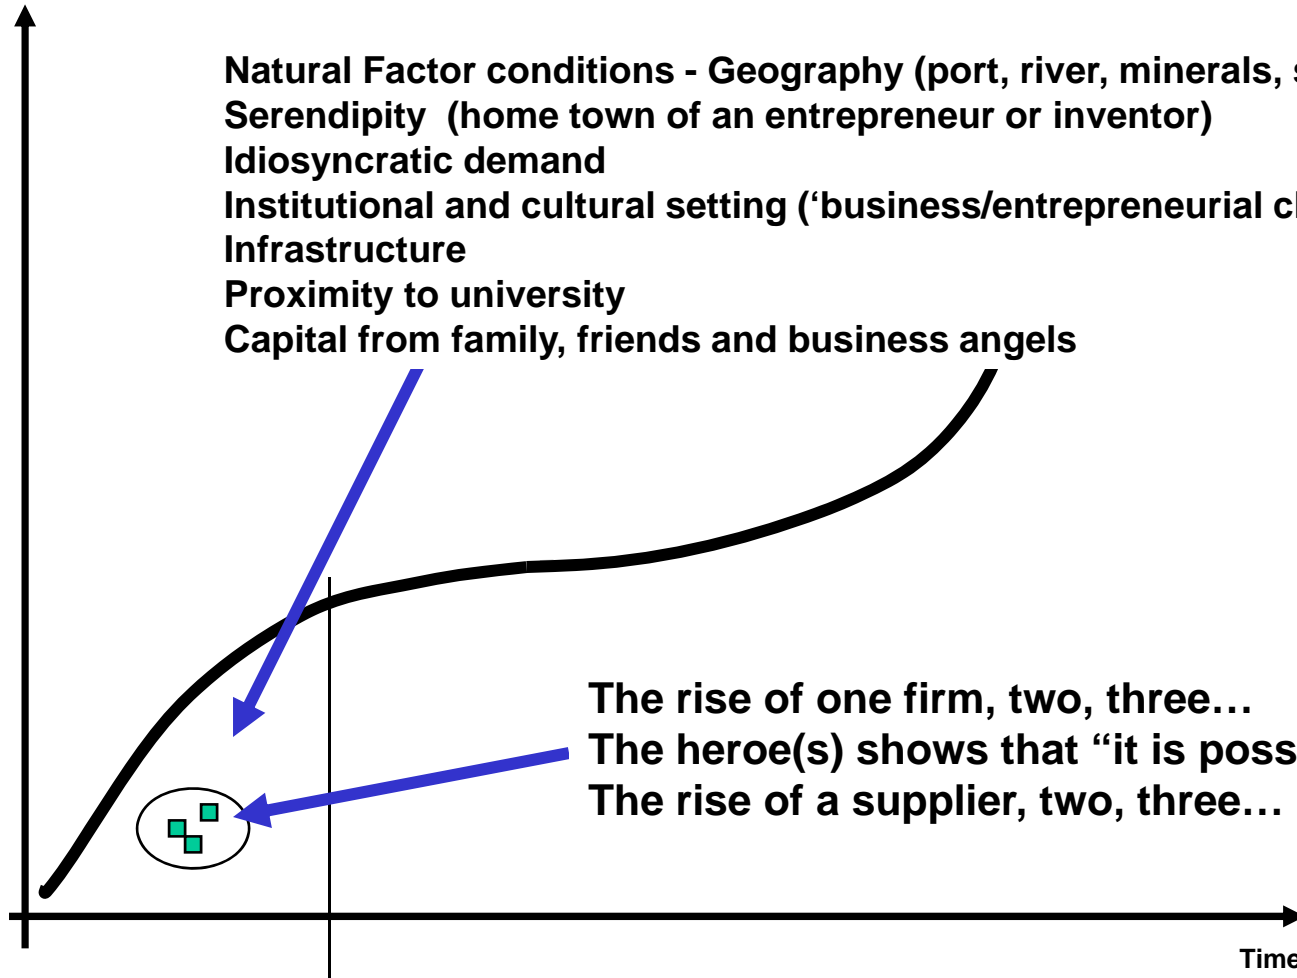 Natural Factor conditions - Geography (port, river, minerals,
Serendipity  (home town of an entrepreneur or inventor)
Idiosyncratic demand
Institutional and cultural setting (‘business/entrepreneurial
Infrastructure
Proximity to university
Capital from family, friends and business angels
The rise of one firm, two, three…
The heroe(s) shows that “it is
The rise of a supplier, two, three…
Time